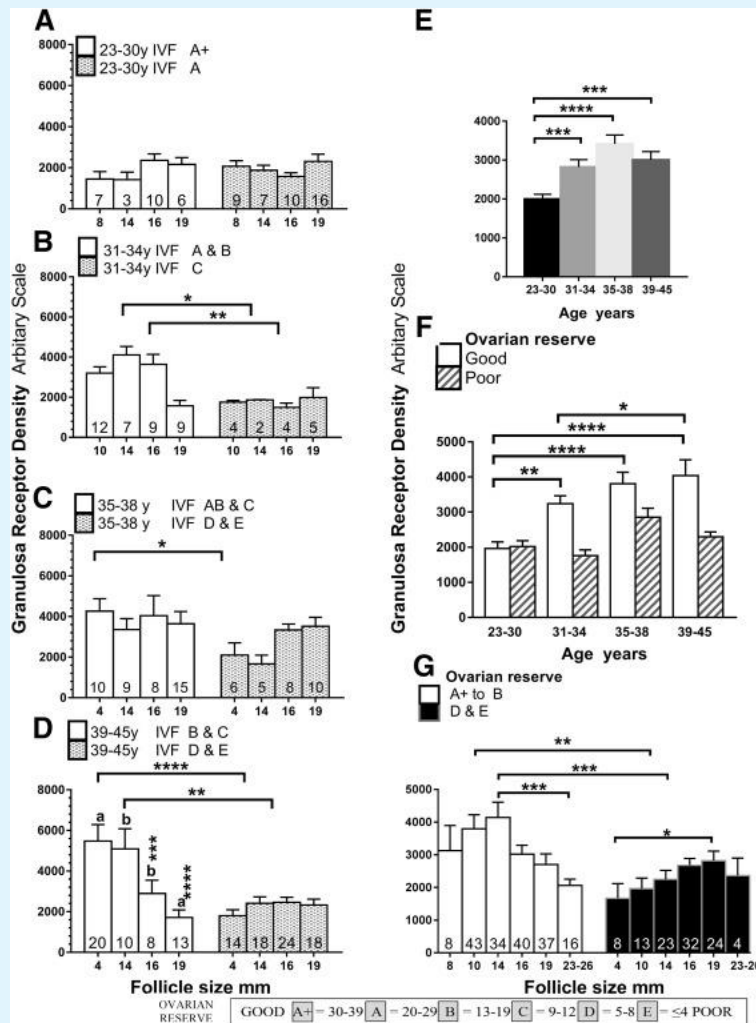 A
23-30y IVF A+
23-30y IVF A
8000
6000
4000
2000
0
7 3 10 6 9 7 10 16
8 14 16 19 8 14 16 19
B
31-34y IVF A & B
31-34y IVF C
8000
6000
4000
2000
0
*
**
12 7 9 9 4 2 4 5
10 14 16 19 10 14 16 19
C
35-38 y IVF AB & C
35-38 y IVF D & E
8000
6000
4000
2000
0
*
10 9 8 15 6 5 8 10
4 14 16 19 4 14 16 19
D
39-45y IVF B & C
39-45y IVF D & E
8000
6000
4000
2000
0
****
**
a b b *** a ****
20 10 8 13 14 18 24 18
4 14 16 19 4 14 16 19
Follicle size mm
Granulosa Receptor Density Arbitary Scale
E
***
****
***
4000
3000
2000
1000
0
23-30 31-34 35-38 39-45
Age years
F
Ovarian reserve
Good
Poor
*
****
****
**
5000
4000
3000
2000
1000
0
23-30 31-34 35-38 39-45
Age years
G
Ovarian reserve
A+ to B
D & E
**
***
***
*
5000
4000
3000
2000
1000
0
8 43 34 40 37 16 8 13 23 32 24 4
8 10 14 16 19 23-26 4 10 14 16 19 23-26
Follicle size mm
Granulosa Receptor Density Arbitary Scale
OVARIAN
RESERVE
GOOD A+ = 30-39 A = 20-29 B = 13-19 C = 9-12 D = 5-8 E = ≤4 POOR